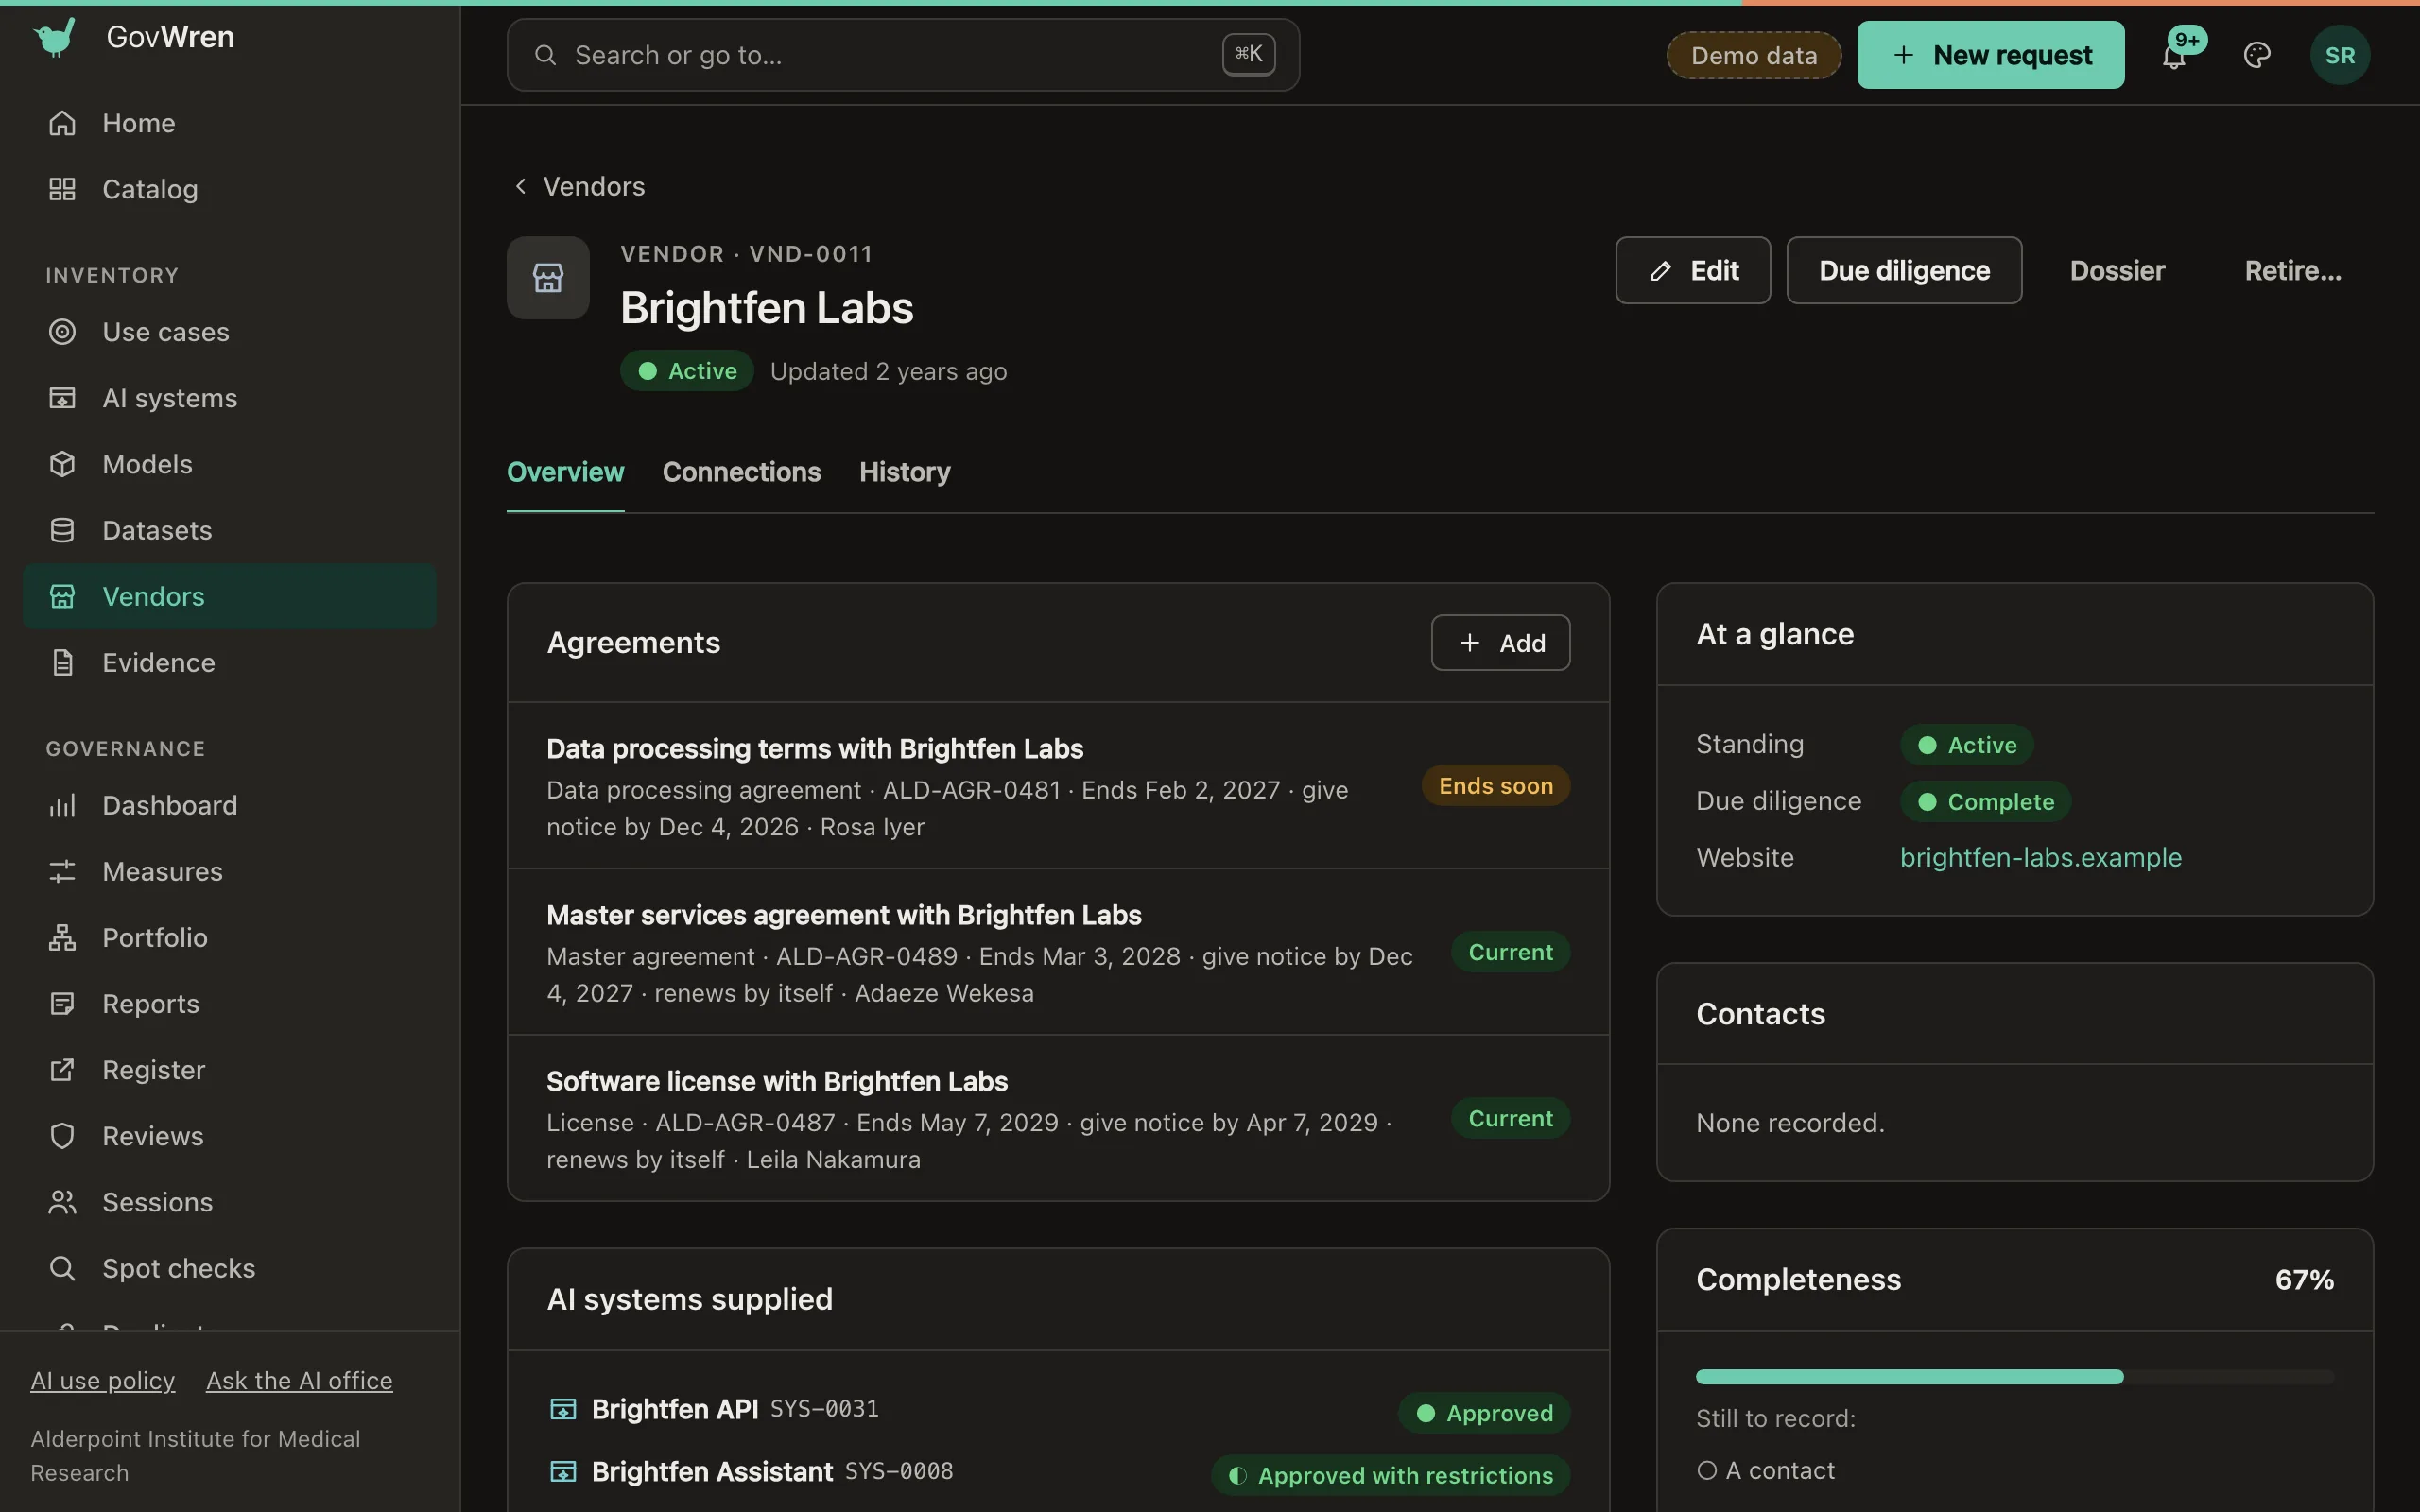 GovWren
Search or go to...
⌘K
Demo data
+ New request
9+
SR
Home
Catalog
INVENTORY
Use cases
AI systems
Models
Datasets
Vendors
Evidence
GOVERNANCE
Dashboard
Measures
Portfolio
Reports
Register
Reviews
Sessions
Spot checks
AI use policy
Ask the AI office
Alderpoint Institute for Medical
Research
Vendors
VENDOR · VND-0011
Brightfen Labs
Active
Updated 2 years ago
Edit
Due diligence
Dossier
Retire...
Overview
Connections
History
Agreements
+ Add
Data processing terms with Brightfen Labs
Data processing agreement · ALD-AGR-0481 · Ends Feb 2, 2027 · give
notice by Dec 4, 2026 · Rosa Iyer
Ends soon
Master services agreement with Brightfen Labs
Master agreement · ALD-AGR-0489 · Ends Mar 3, 2028 · give notice by Dec
4, 2027 · renews by itself · Adaeze Wekesa
Current
Software license with Brightfen Labs
License · ALD-AGR-0487 · Ends May 7, 2029 · give notice by Apr 7, 2029 ·
renews by itself · Leila Nakamura
Current
AI systems supplied
Brightfen API SYS-0031
Approved
Brightfen Assistant SYS-0008
Approved with restrictions
At a glance
Standing
Active
Due diligence
Complete
Website
brightfen-labs.example
Contacts
None recorded.
Completeness
67%
Still to record:
A contact